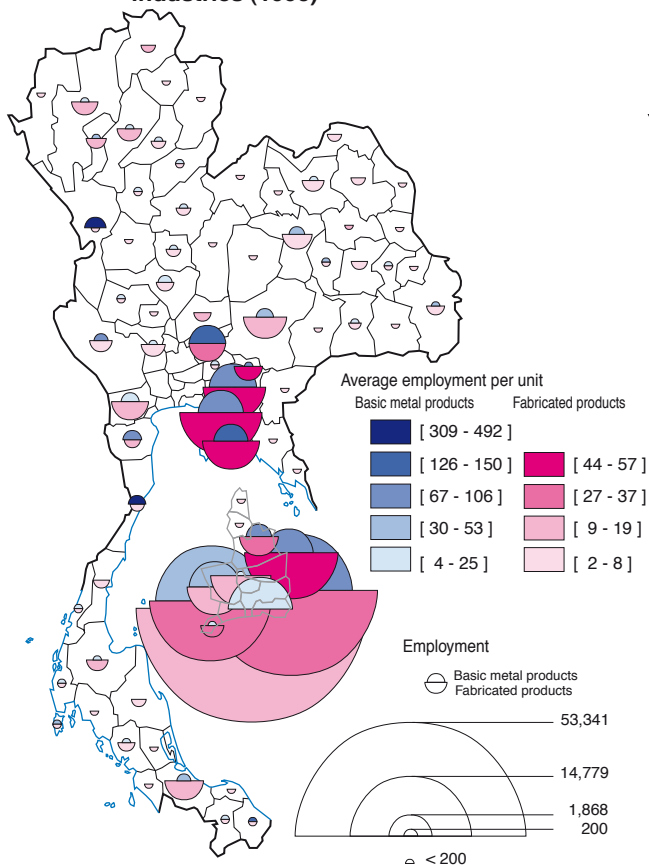 Average employment per unit
Basic metal products Fabricated products
[ 309 - 492 ]
[ 126 - 150 ] [ 44 - 57 ]
[ 67 - 106 ] [ 27 - 37 ]
[ 30 - 53 ] [ 9 - 19 ]
[ 4 - 25 ] [ 2 - 8 ]
Employment
Basic metal products
Fabricated products
53,341
14,779
1,868
200
< 200